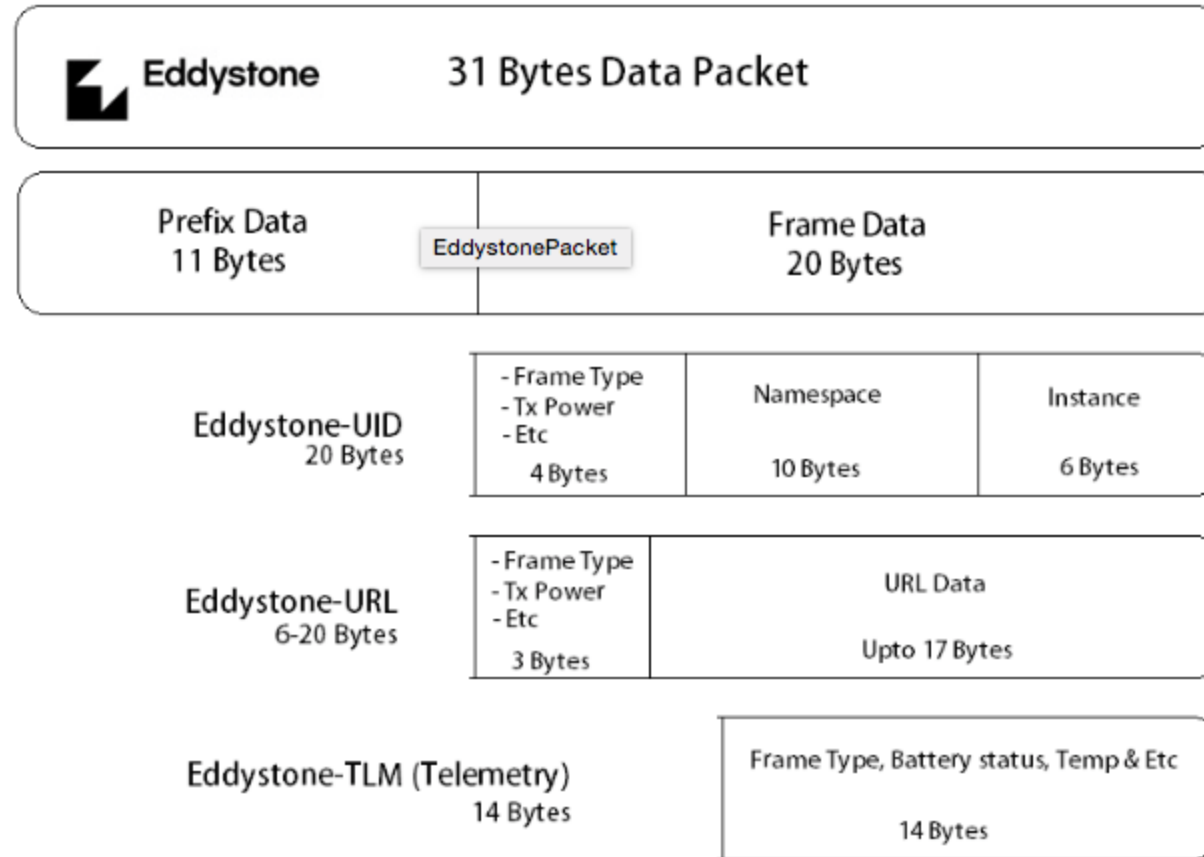 Eddystone 31 Bytes Data Packet
Prefix Data
11 Bytes
EddystonePacket
Frame Data
20 Bytes
Eddystone-UID
20 Bytes
- Frame Type
- Tx Power
- Etc
4 Bytes
Namespace
10 Bytes
Instance
6 Bytes
Eddystone-URL
6-20 Bytes
- Frame Type
- Tx Power
- Etc
3 Bytes
URL Data
Upto 17 Bytes
Eddystone-TLM (Telemetry)
14 Bytes
Frame Type, Battery status, Temp & Etc
14 Bytes